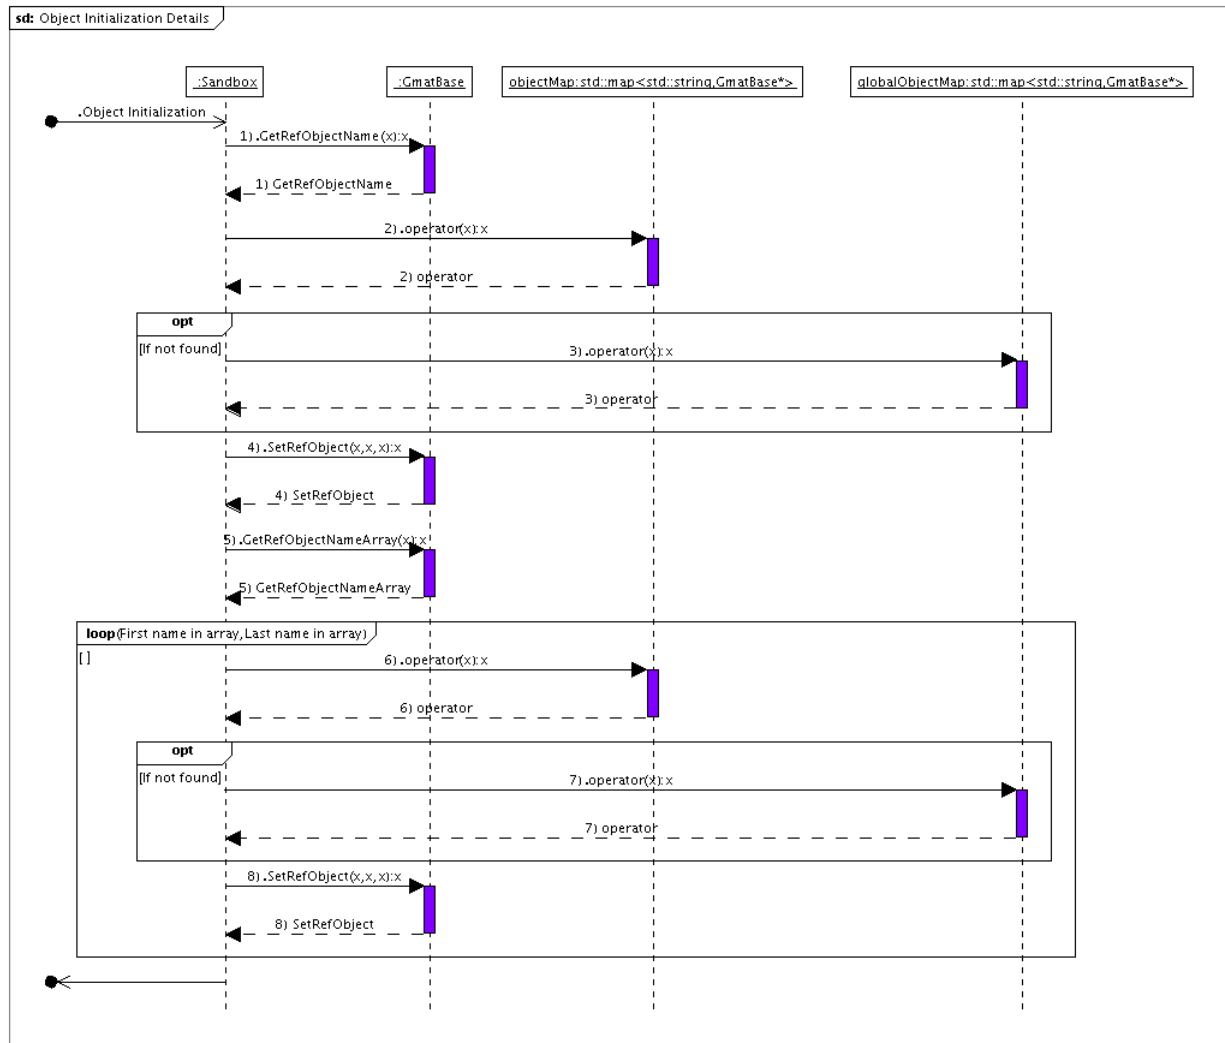 sd: Object Initialization Details
:Sandbox
:GmatBase
objectMap:std::map<std::string,GmatBase*>
globalObjectMap:std::map<std::string,GmatBase*>
.Object Initialization
1).GetRefObjectName(x):x
1) GetRefObjectName
2).operator(x):x
2) operator
opt
[If not found]
3).operator(x):x
3) operator
4).SetRefObject(x,x,x):x
4) SetRefObject
5).GetRefObjectNameArray(x):x
5) GetRefObjectNameArray
loop(First name in array,Last name in array)
[ ]
6).operator(x):x
6) operator
opt
[If not found]
7).operator(x):x
7) operator
8).SetRefObject(x,x,x):x
8) SetRefObject